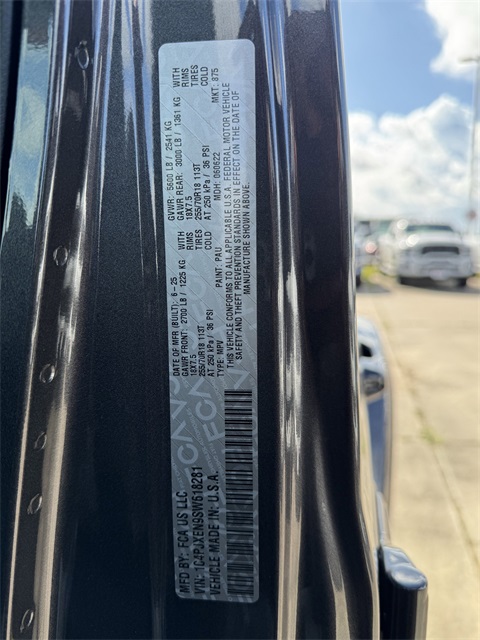 MFD BY: FCA US LLC
DATE OF MFR (BUILT): 6-25
GVWR: 5600 LB / 2541 KG
GAWR FRONT: 2700 LB / 1225 KG WITH
GAWR REAR: 3000 LB / 1361 KG WITH
18X7.5 RIMS
18X7.5 RIMS
255/70R18 113T TIRES
255/70R18 113T TIRES
AT 250 kPa / 36 PSI COLD
AT 250 kPa / 36 PSI COLD
VIN: 1C4PJXEN9SW618281
TYPE: MPV
PAINT: PAU
MDH: 060622
MKT: 875
VEHICLE MADE IN: U.S.A.
THIS VEHICLE CONFORMS TO ALL APPLICABLE U.S.A. FEDERAL MOTOR VEHICLE
SAFETY AND THEFT PREVENTION STANDARDS IN EFFECT ON THE DATE OF
MANUFACTURE SHOWN ABOVE.